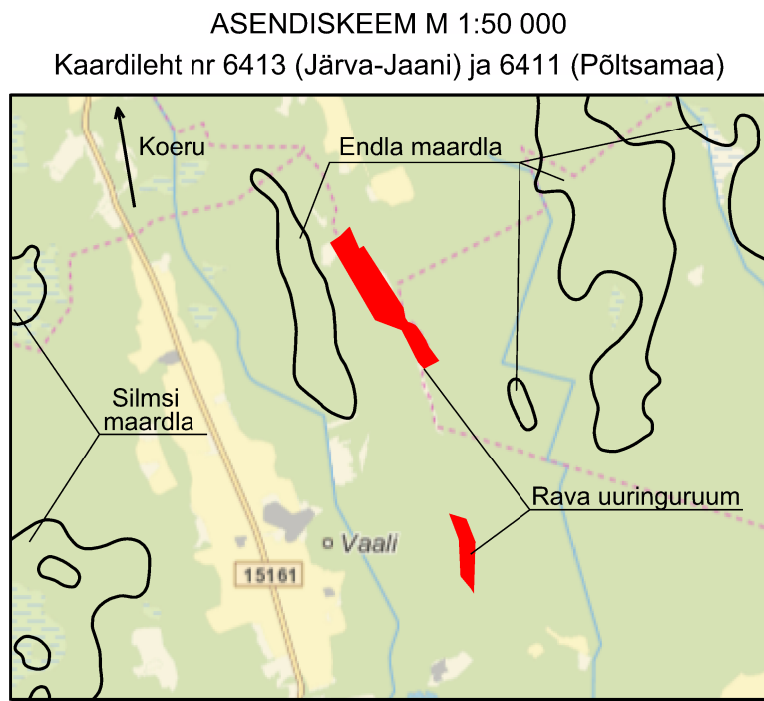 ASENDISKEEM M 1:50 000
Kaardileht nr 6413 (Järva-Jaani) ja 6411 (Põltsamaa)
Koeru
Endla maardla
Silmsi
maardla
Rava uuringuruum
Vaali
15161